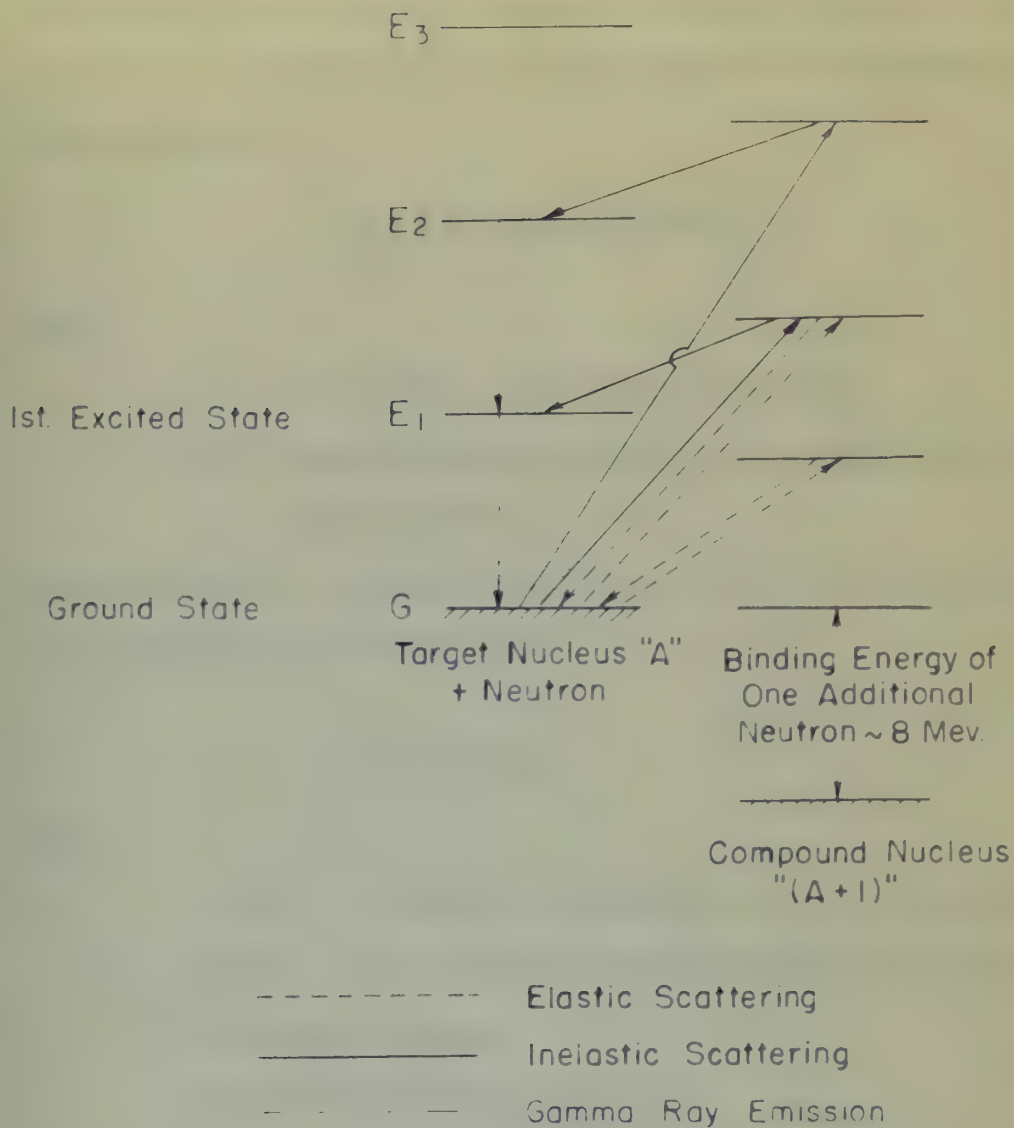 E3
E2
1st. Excited State E1
Ground State G
Target Nucleus "A"
+ Neutron
Binding Energy of
One Additional
Neutron ~ 8 Mev.
Compound Nucleus
"(A + 1)"
Elastic Scattering
Inelastic Scattering
Gamma Ray Emission